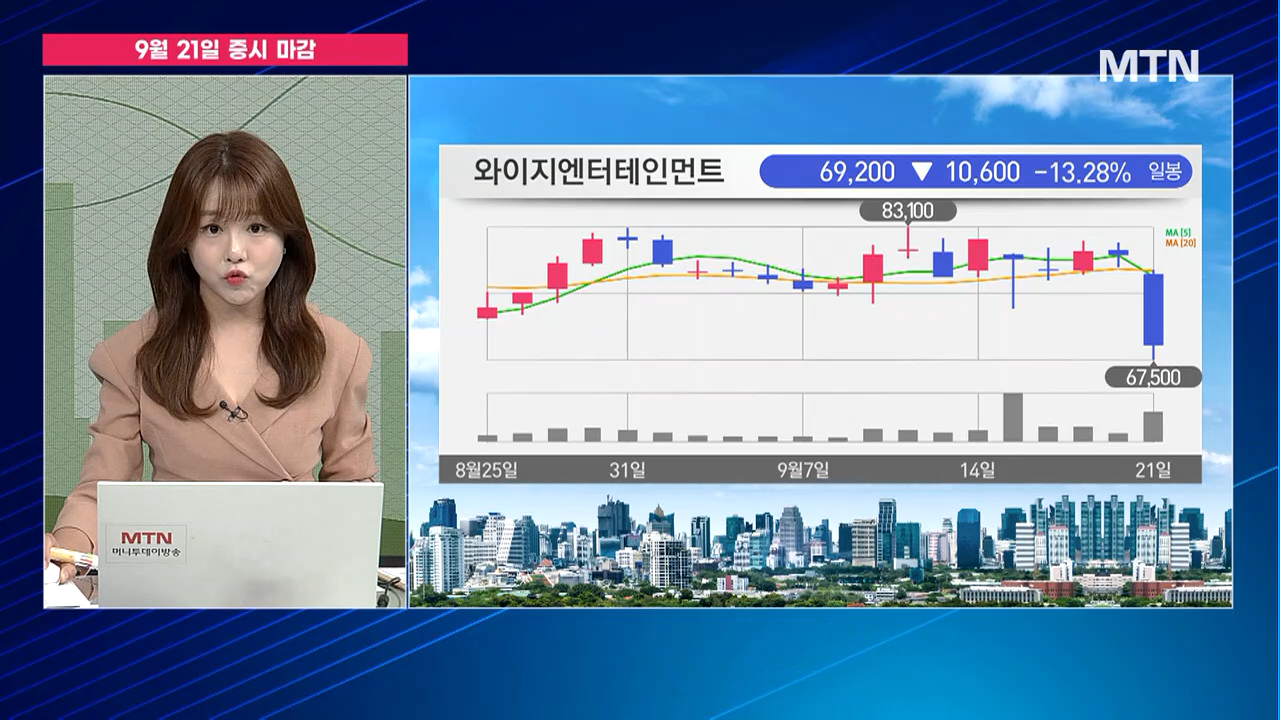 9월 21일 증시 마감
MTN
와이지엔터테인먼트 69,200 ▼ 10,600 -13.28% 일봉
83,100
MA [5]
MA [20]
67,500
8월25일 31일 9월7일 14일 21일
MTN
머니투데이방송